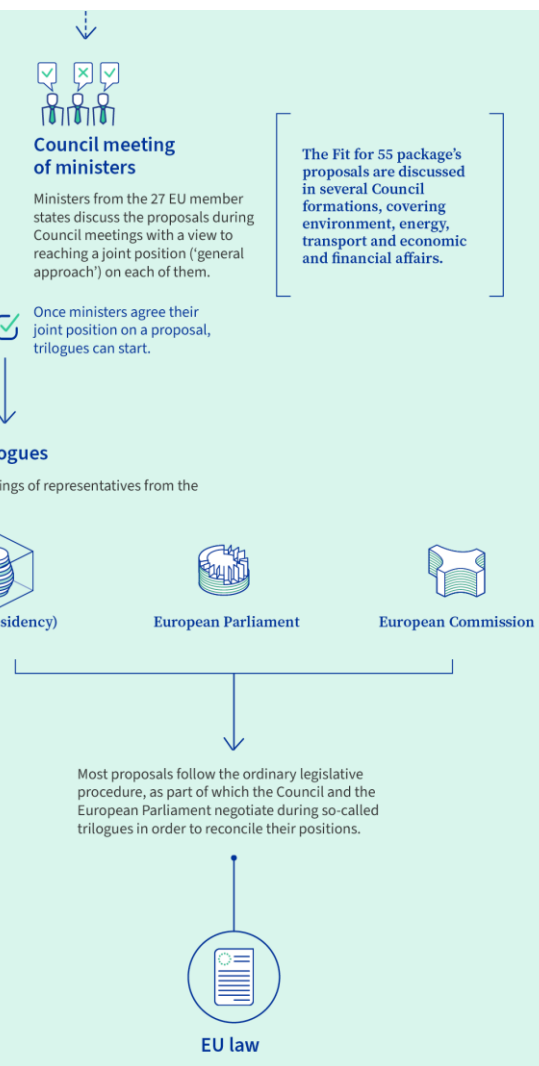 Council meeting
of ministers
Ministers from the 27 EU member
states discuss the proposals during
Council meetings with a view to
reaching a joint position (‘general
approach’) on each of them.
The Fit for 55 package’s
proposals are discussed
in several Council
formations, covering
environment, energy,
transport and economic
and financial affairs.
Once ministers agree their
joint position on a proposal,
trilogues can start.
ogues
ings of representatives from the
sidency)
European Parliament
European Commission
Most proposals follow the ordinary legislative
procedure, as part of which the Council and the
European Parliament negotiate during so-called
trilogues in order to reconcile their positions.
EU law